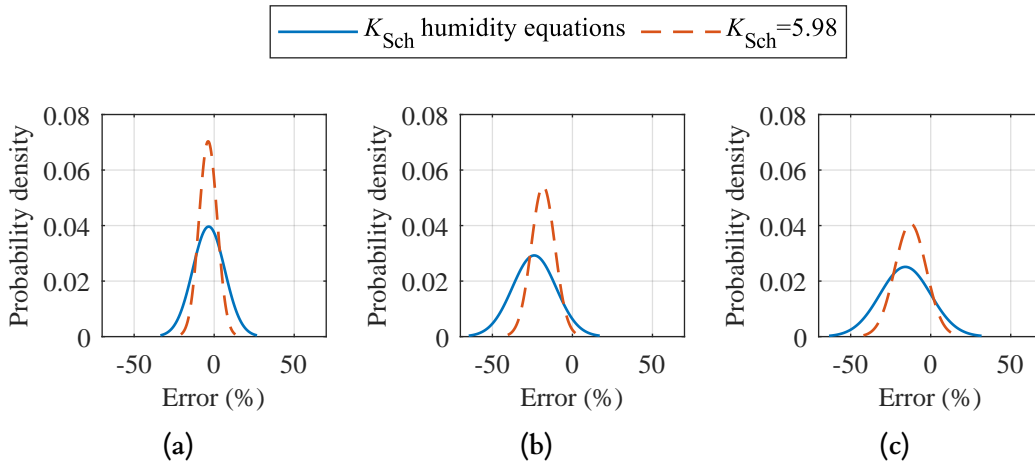 K_Sch humidity equations K_Sch=5.98
0.08
0.06
0.04
0.02
0
Probability density
-50 0 50
Error (%)
(a)
0.08
0.06
0.04
0.02
0
Probability density
-50 0 50
Error (%)
(b)
0.08
0.06
0.04
0.02
0
Probability density
-50 0 50
Error (%)
(c)